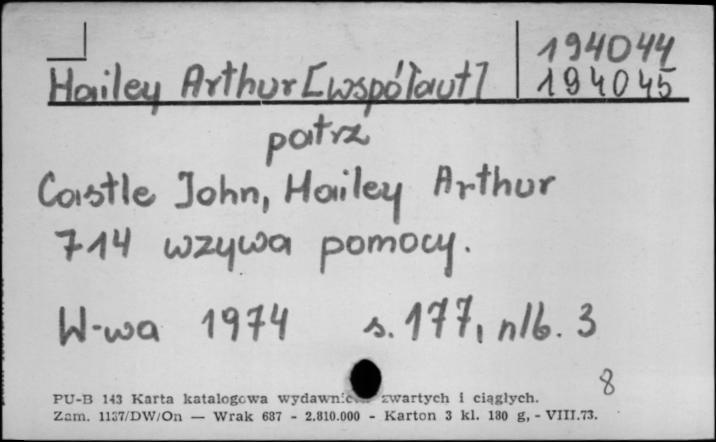 Hailey Arthur [współaut]
194044
194045
patrz
Castle John, Hailey Arthur
714 wzywa pomocy.
W-wa 1974 s. 177, nlb. 3
8
PU-B 143 Karta katalogowa zwartych i ciągłych.
Zam. 1137/DW/On — Wrak 687 - 2.810.000 - Karton 3 kl. 180 g, - VIII.73.